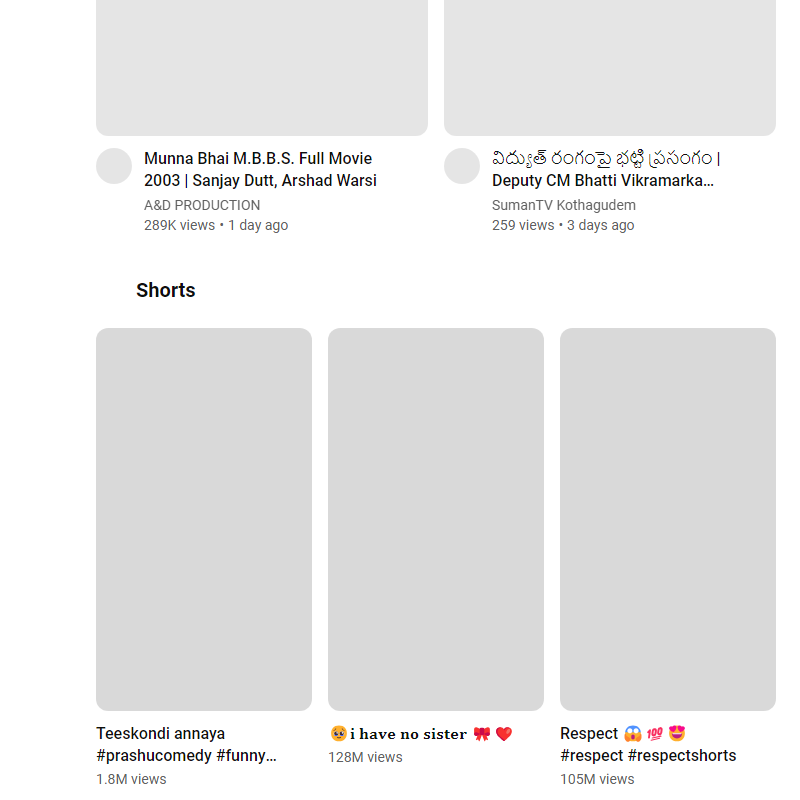 Munna Bhai M.B.B.S. Full Movie
2003 | Sanjay Dutt, Arshad Warsi
A&D PRODUCTION
289K views • 1 day ago
విద్యుత్ రంగంపై భట్టి ప్రసంగం |
Deputy CM Bhatti Vikramarka...
SumanTV Kothagudem
259 views • 3 days ago
Shorts
Teeskondi annaya
#prashucomedy #funny...
1.8M views
🥺𝐢 𝐡𝐚𝐯𝐞 𝐧𝐨 𝐬𝐢𝐬𝐭𝐞𝐫 🎀 ❤️
128M views
Respect 😱 💯 😍
#respect #respectshorts
105M views